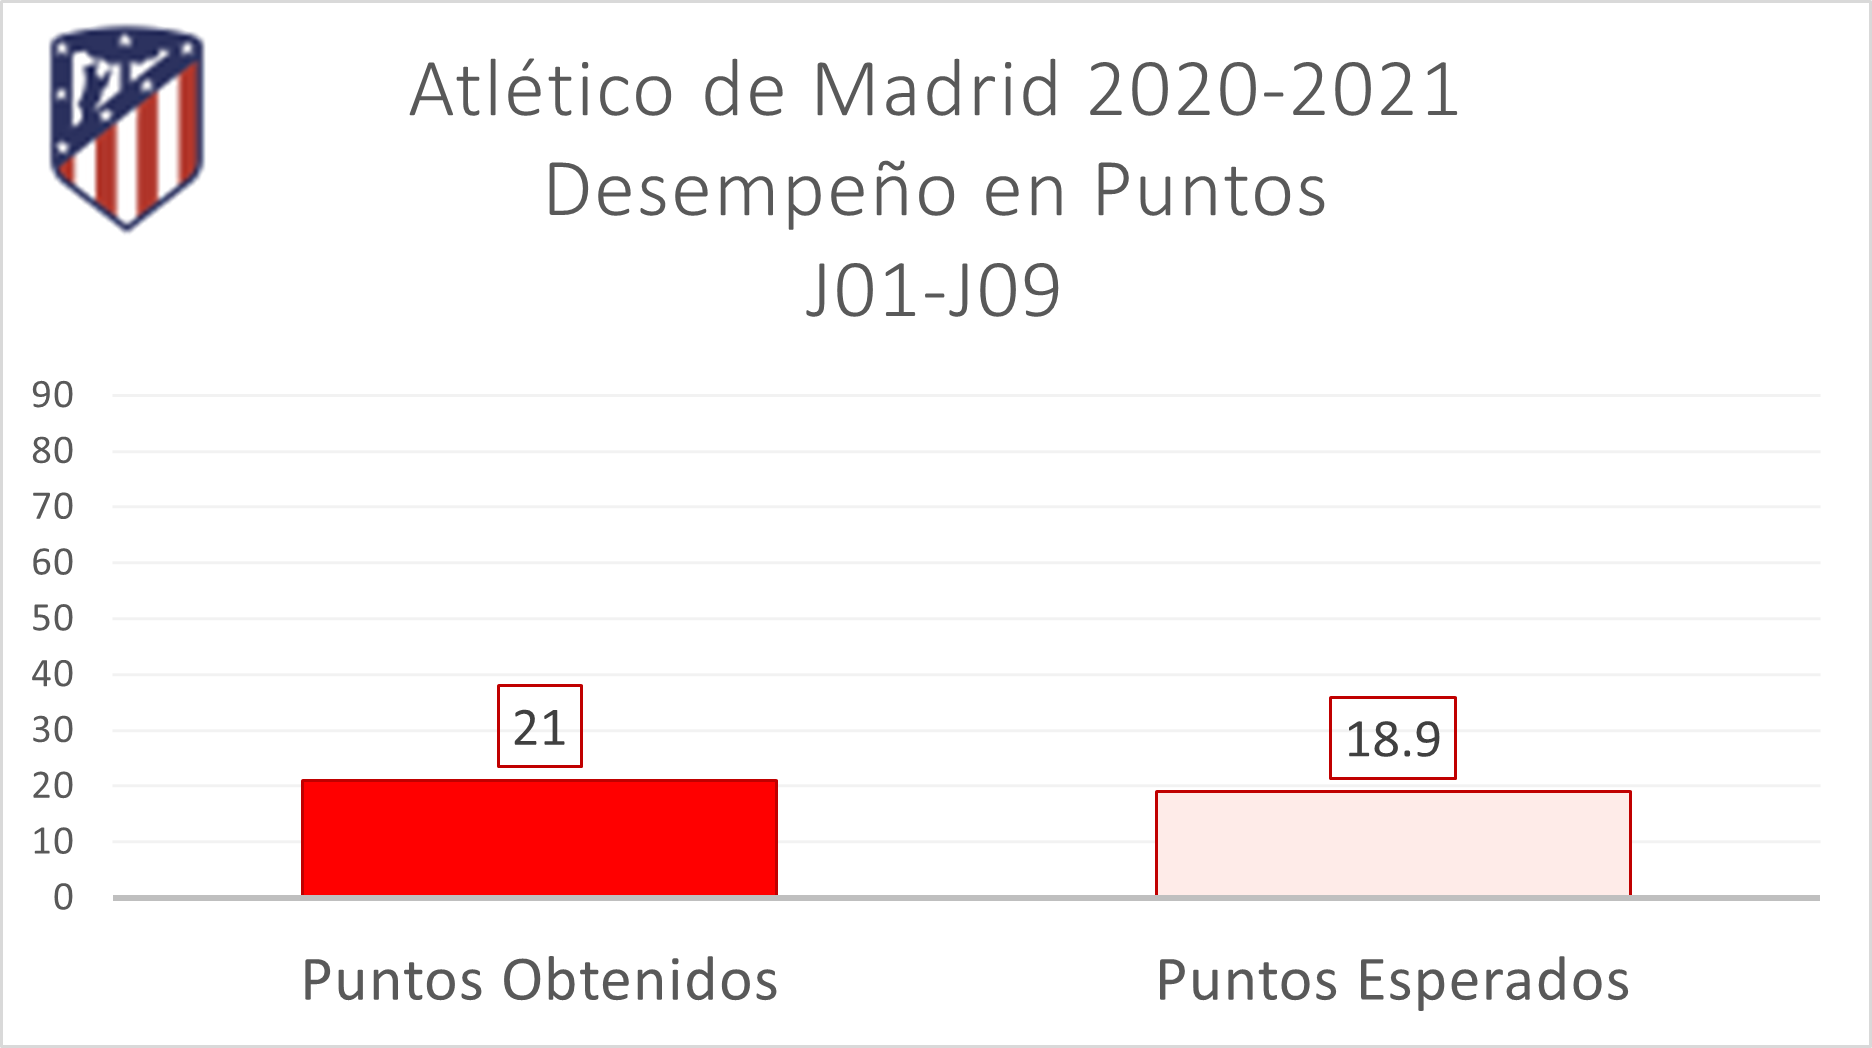 Atlético de Madrid 2020-2021
Desempeño en Puntos
J01-J09
90
80
70
60
50
40
30
20
10
0
21
18.9
Puntos Obtenidos
Puntos Esperados